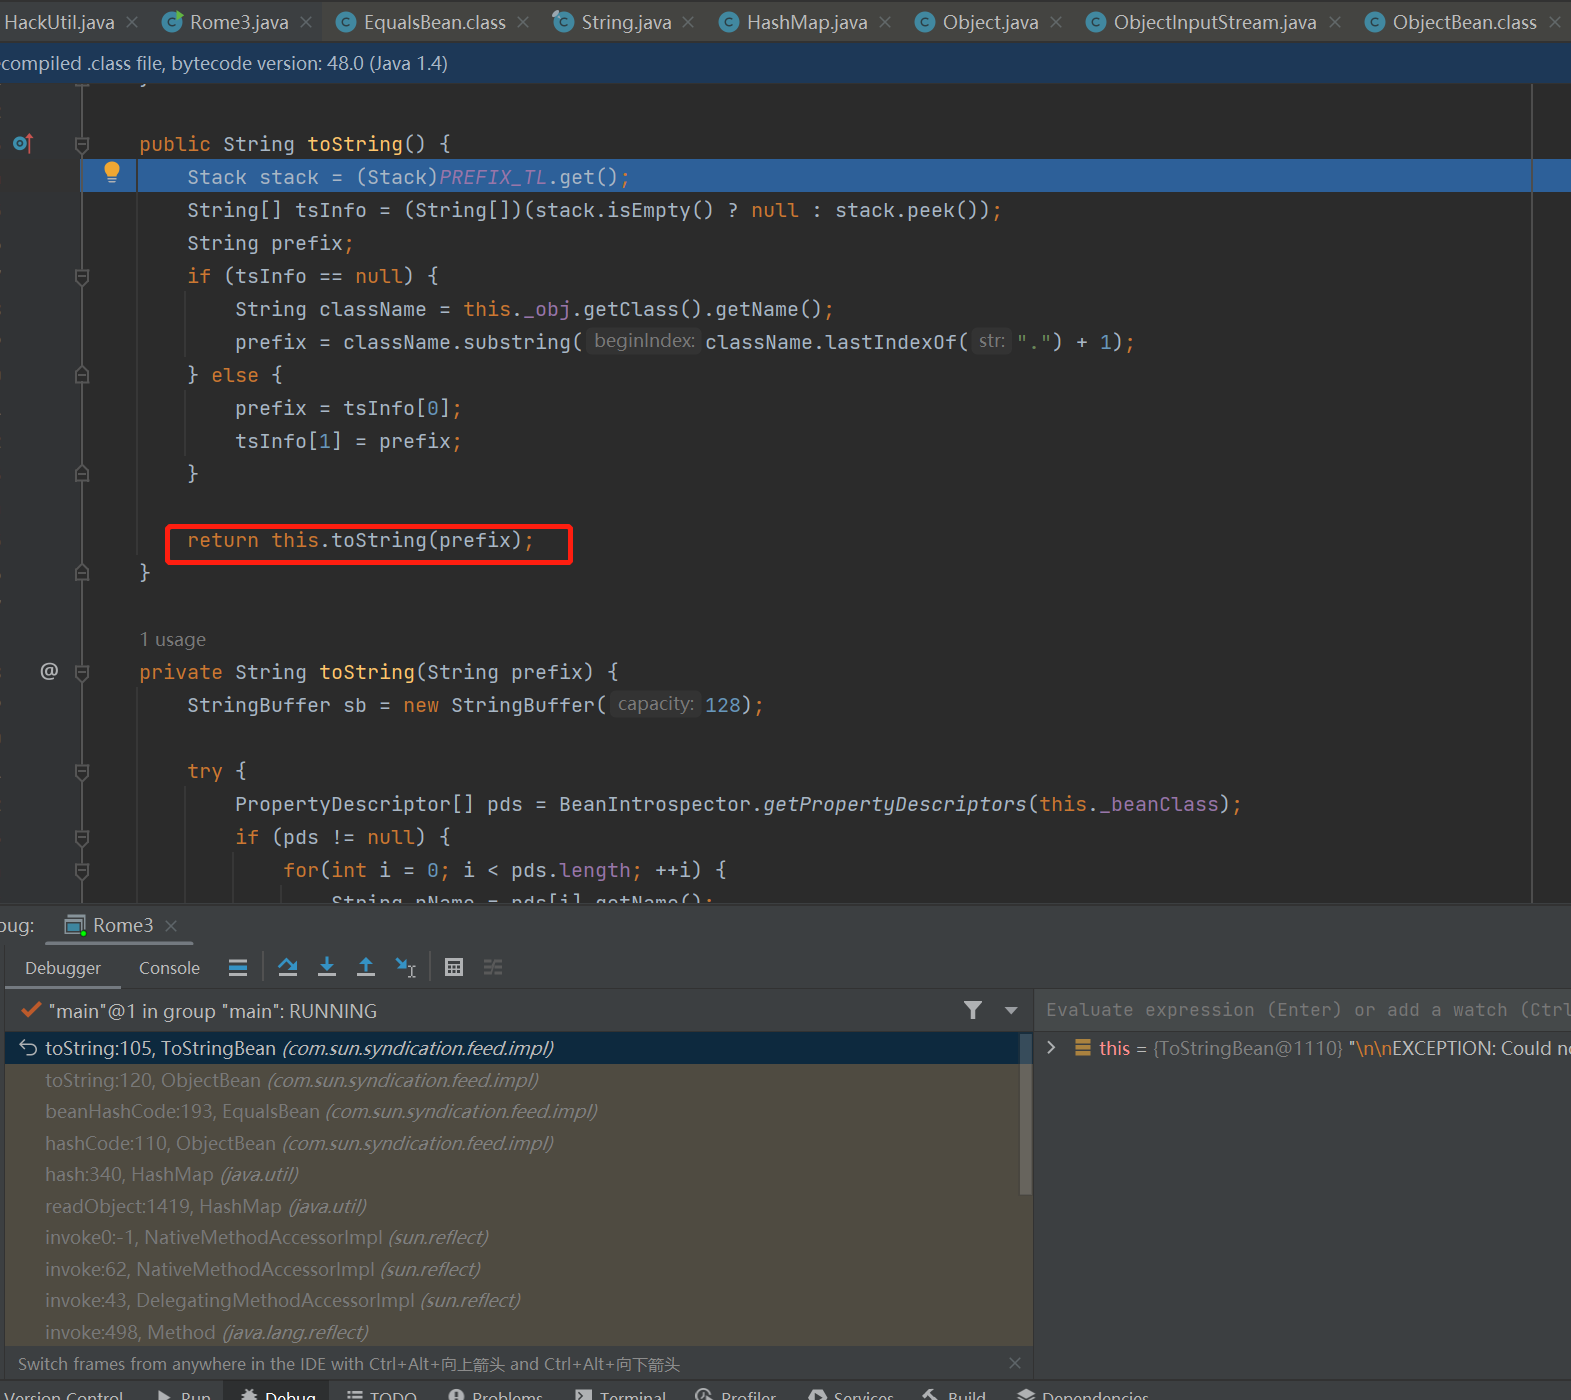 HackUtil.java Rome3.java EqualsBean.class String.java HashMap.java Object.java ObjectInputStream.java ObjectBean.class
compiled .class file, bytecode version: 48.0 (Java 1.4)
public String toString() {
Stack stack = (Stack)PREFIX_TL.get();
String[] tsInfo = (String[])(stack.isEmpty() ? null : stack.peek());
String prefix;
if (tsInfo == null) {
String className = this._obj.getClass().getName();
prefix = className.substring( beginIndex: className.lastIndexOf( str: ".") + 1);
} else {
prefix = tsInfo[0];
tsInfo[1] = prefix;
}
return this.toString(prefix);
}
1 usage
@ private String toString(String prefix) {
StringBuffer sb = new StringBuffer( capacity: 128);
try {
PropertyDescriptor[] pds = BeanIntrospector.getPropertyDescriptors(this._beanClass);
if (pds != null) {
for(int i = 0; i < pds.length; ++i) {
String pName = pds[i].getName();
bug: Rome3
Debugger Console
"main"@1 in group "main": RUNNING
Evaluate expression (Enter) or add a watch (Ctrl
toString:105, ToStringBean (com.sun.syndication.feed.impl)
this = {ToStringBean@1110} "\n\nEXCEPTION: Could no
toString:120, ObjectBean (com.sun.syndication.feed.impl)
beanHashCode:193, EqualsBean (com.sun.syndication.feed.impl)
hashCode:110, ObjectBean (com.sun.syndication.feed.impl)
hash:340, HashMap (java.util)
readObject:1419, HashMap (java.util)
invoke0:-1, NativeMethodAccessorImpl (sun.reflect)
invoke:62, NativeMethodAccessorImpl (sun.reflect)
invoke:43, DelegatingMethodAccessorImpl (sun.reflect)
invoke:498, Method (java.lang.reflect)
Switch frames from anywhere in the IDE with Ctrl+Alt+向上箭头 and Ctrl+Alt+向下箭头
Version Control Run Debug TODO Problems Terminal Profiler Services Build Dependencies